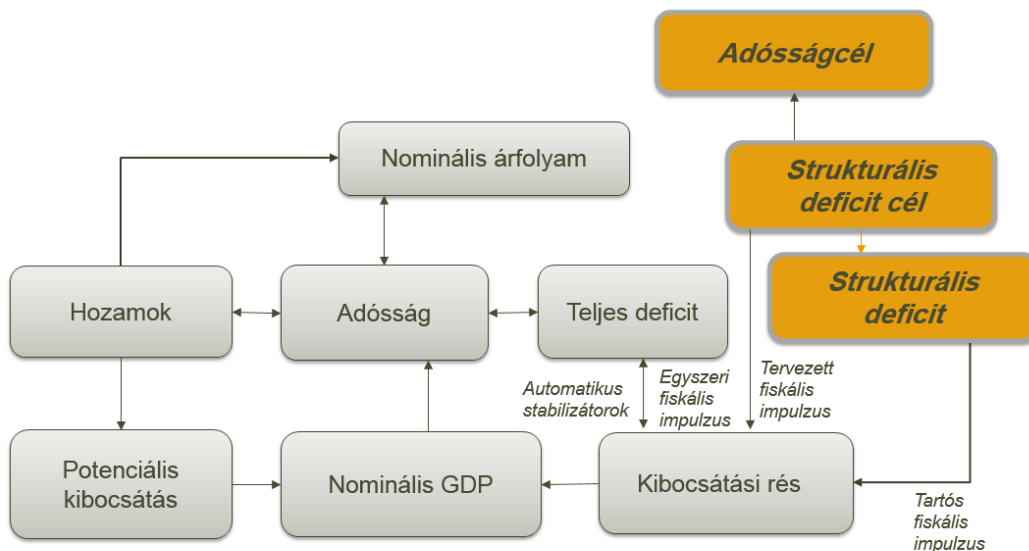 Adósságcél
Nominális árfolyam
Strukturális
deficit cél
Hozamok
Adósság
Teljes deficit
Strukturális
deficit
Automatikus
stabilizátorok
Egyszeri
fiskális
impulzus
Tervezett
fiskális
impulzus
Potenciális
kibocsátás
Nominális GDP
Kibocsátási rés
Tartós
fiskális
impulzus